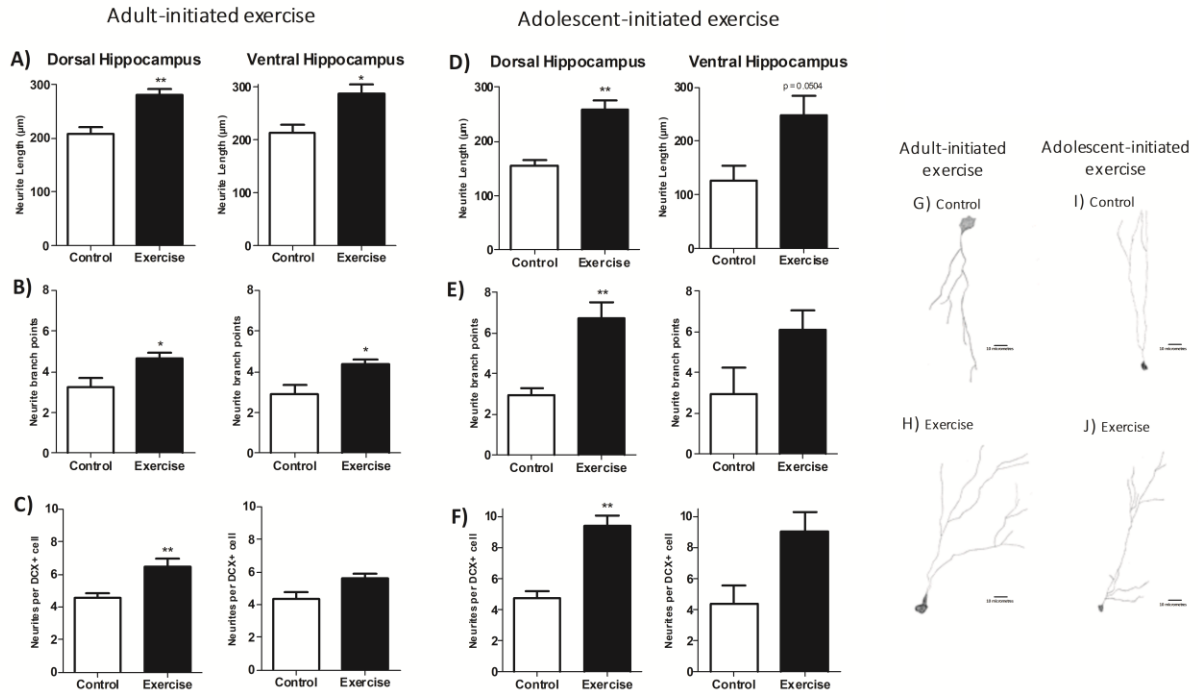 Adult-initiated exercise
Adolescent-initiated exercise
A)
Dorsal Hippocampus
**
Neurite Length (µm)
300
200
100
0
Control Exercise
Ventral Hippocampus
*
Neurite Length (µm)
300
200
100
0
Control Exercise
B)
*
Neurite branch points
8
6
4
2
0
Control Exercise
*
Neurite branch points
8
6
4
2
0
Control Exercise
C)
**
Neurites per DCX+ cell
10
8
6
4
2
0
Control Exercise
Neurites per DCX+ cell
10
8
6
4
2
0
Control Exercise
D)
Dorsal Hippocampus
**
Neurite Length (µm)
300
200
100
0
Control Exercise
Ventral Hippocampus
p = 0.0504
Neurite Length (µm)
300
200
100
0
Control Exercise
E)
**
Neurite branch points
8
6
4
2
0
Control Exercise
Neurite branch points
8
6
4
2
0
Control Exercise
F)
**
Neurites per DCX+ cell
10
8
6
4
2
0
Control Exercise
Neurites per DCX+ cell
10
8
6
4
2
0
Control Exercise
Adult-initiated
exercise
Adolescent-initiated
exercise
G) Control
I) Control
H) Exercise
J) Exercise